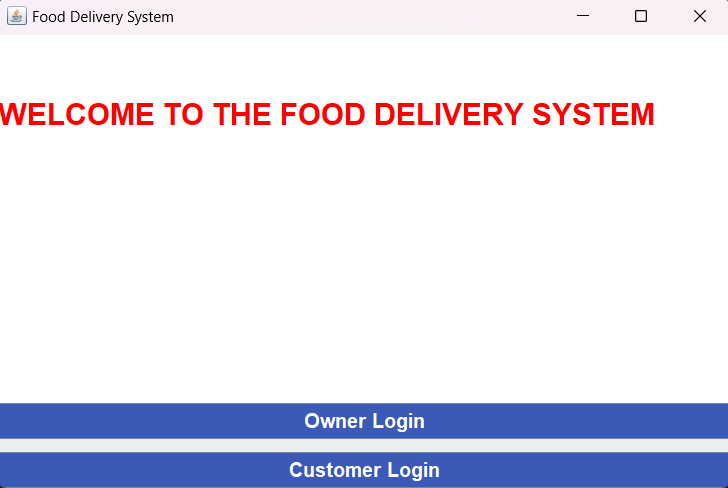 Food Delivery System
WELCOME TO THE FOOD DELIVERY SYSTEM
Owner Login
Customer Login